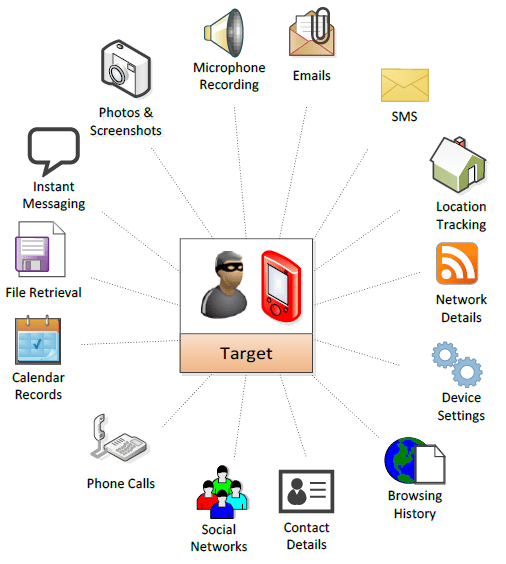 Microphone
Recording
Emails
Photos &
Screenshots
SMS
Instant
Messaging
Location
Tracking
File Retrieval
Network
Details
Target
Calendar
Records
Device
Settings
Phone Calls
Browsing
History
Social
Networks
Contact
Details